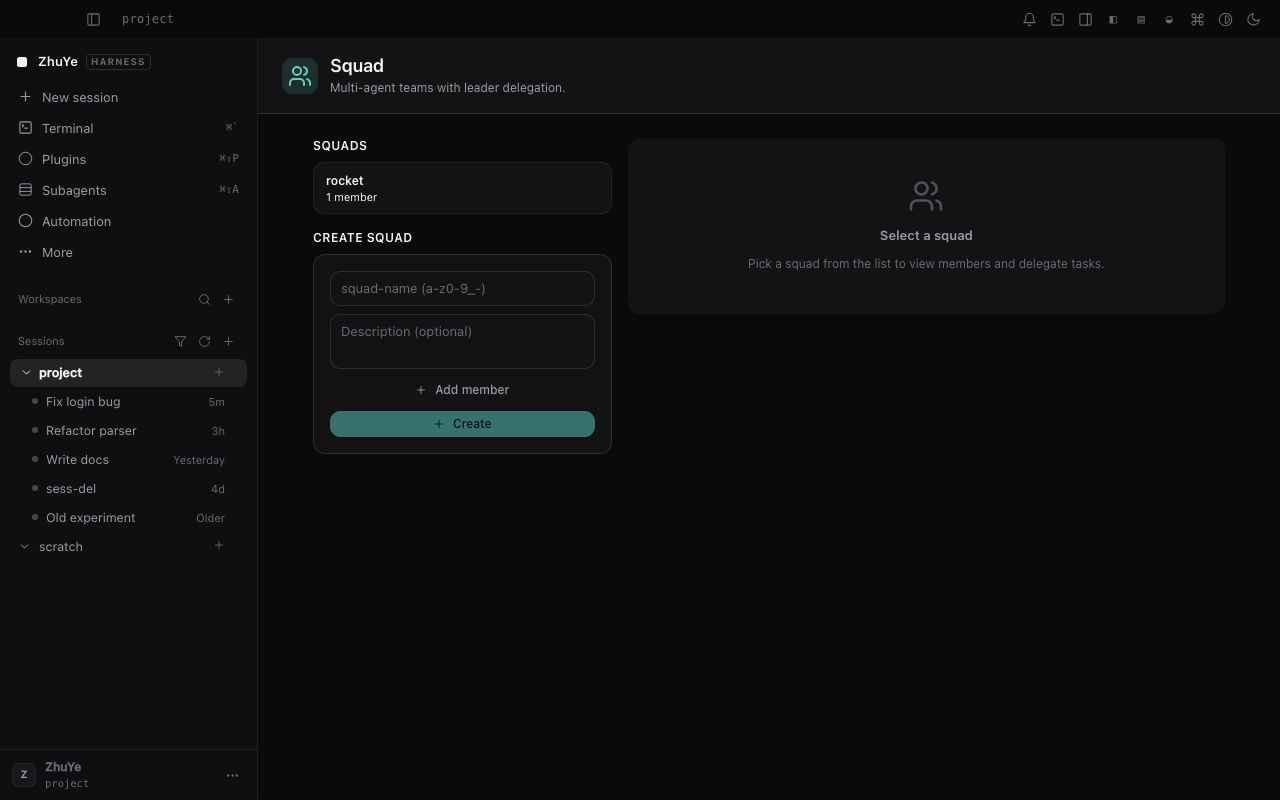 project
ZhuYe HARNESS
New session
Terminal ⌘`
Plugins ⌘⇧P
Subagents ⌘⇧A
Automation
More
Workspaces
Sessions
project
Fix login bug 5m
Refactor parser 3h
Write docs Yesterday
sess-del 4d
Old experiment Older
scratch
Z
ZhuYe
project
Squad
Multi-agent teams with leader delegation.
SQUADS
rocket
1 member
CREATE SQUAD
squad-name (a-z0-9_-)
Description (optional)
Add member
Create
Select a squad
Pick a squad from the list to view members and delegate tasks.